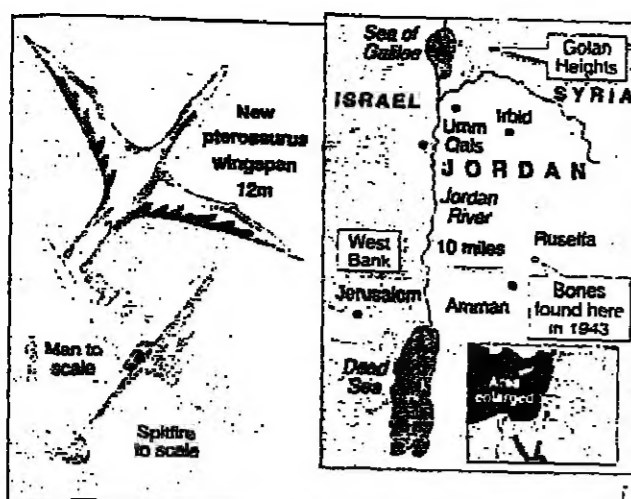 New
pterosaurus
wingspan
12m
Man to
scale
Spitfire
to scale
Sea of
Galilee
Golan
Heights
SYRIA
ISRAEL
Umm
Qais
Irbid
JORDAN
Jordan
River
West
Bank
10 miles
Ruseifa
Jerusalem
Amman
Bones
found here
in 1943
Dead
Sea
Area
enlarged